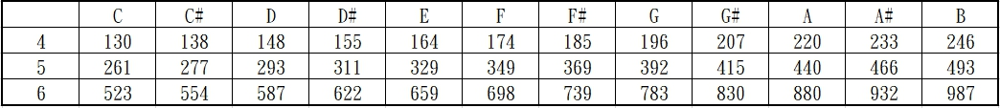 C C# D D# E F F# G G# A A# B
4 130 138 148 155 164 174 185 196 207 220 233 246
5 261 277 293 311 329 349 369 392 415 440 466 493
6 523 554 587 622 659 698 739 783 830 880 932 987